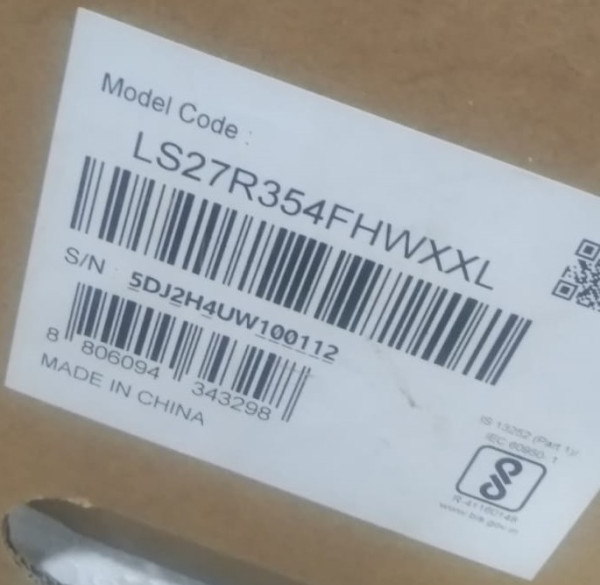 Model Code :
LS27R354FHWXXL
S/N 5DJ2H4UW100112
8 806094 343298
MADE IN CHINA
IS 13252 (Part 1)/
IEC 60950-1
R-41160148
www.bis.gov.in